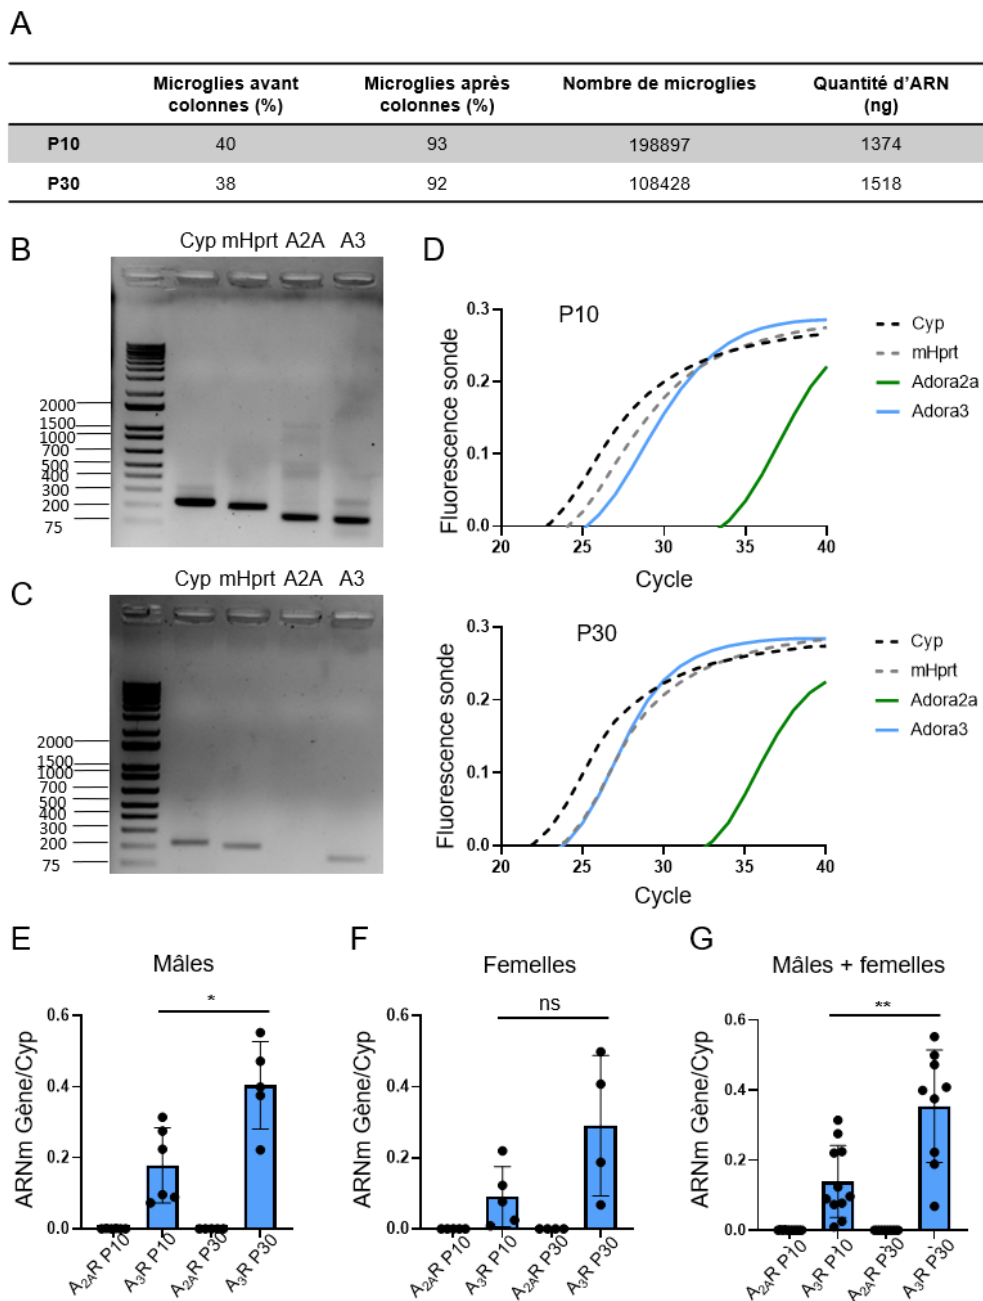 A
Microglies avant colonnes (%)
Microglies après colonnes (%)
Nombre de microglies
Quantité d'ARN (ng)
P10 40 93 198897 1374
P30 38 92 108428 1518
B
Cyp mHprt A2A A3
2000
1500
1000
700
500
400
300
200
75
C
Cyp mHprt A2A A3
2000
1500
1000
700
500
400
300
200
75
D
P10
Fluorescence sonde
0.3
0.2
0.1
0.0
20 25 30 35 40
Cycle
Cyp
mHprt
Adora2a
Adora3
P30
Fluorescence sonde
0.3
0.2
0.1
0.0
20 25 30 35 40
Cycle
Cyp
mHprt
Adora2a
Adora3
E
Mâles
*
ARNm Gène/Cyp
0.6
0.4
0.2
0.0
A2AR P10
A3R P10
A2AR P30
A3R P30
F
Femelles
ns
ARNm Gène/Cyp
0.6
0.4
0.2
0.0
A2AR P10
A3R P10
A2AR P30
A3R P30
G
Mâles + femelles
**
ARNm Gène/Cyp
0.6
0.4
0.2
0.0
A2AR P10
A3R P10
A2AR P30
A3R P30